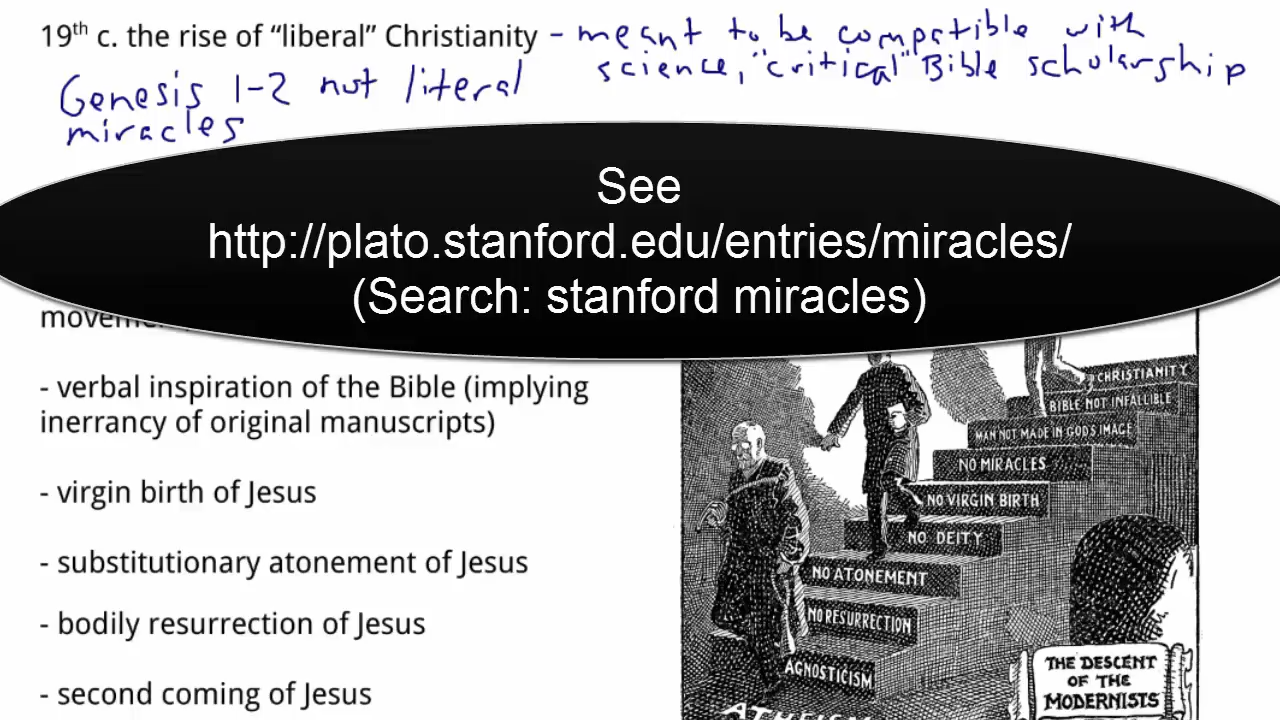 19th c. the rise of “liberal” Christianity – meant to be compatible with
science, "critical" Bible scholarship
Genesis 1-2 not literal
miracles
See
http://plato.stanford.edu/entries/miracles/
(Search: stanford miracles)
- verbal inspiration of the Bible (implying
inerrancy of original manuscripts)
- virgin birth of Jesus
- substitutionary atonement of Jesus
- bodily resurrection of Jesus
- second coming of Jesus
CHRISTIANITY
BIBLE NOT INFALLIBLE
MAN NOT MADE IN GOD'S IMAGE
NO MIRACLES
NO VIRGIN BIRTH
NO DEITY
NO ATONEMENT
NO RESURRECTION
AGNOSTICISM
ATHEISM
THE DESCENT
OF THE
MODERNISTS